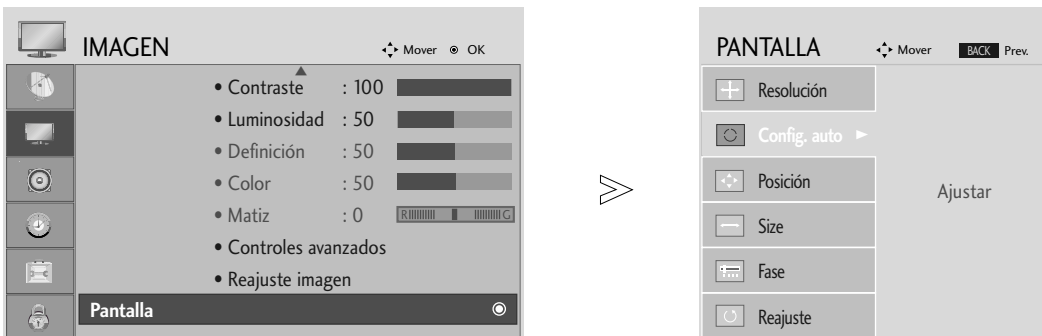 IMAGEN
Mover OK
• Contraste : 100
• Luminosidad : 50
• Definición : 50
• Color : 50
• Matiz : 0 R G
• Controles avanzados
• Reajuste imagen
Pantalla
PANTALLA
Mover BACK Prev.
Resolución
Config. auto
Posición
Size
Fase
Reajuste
Ajustar